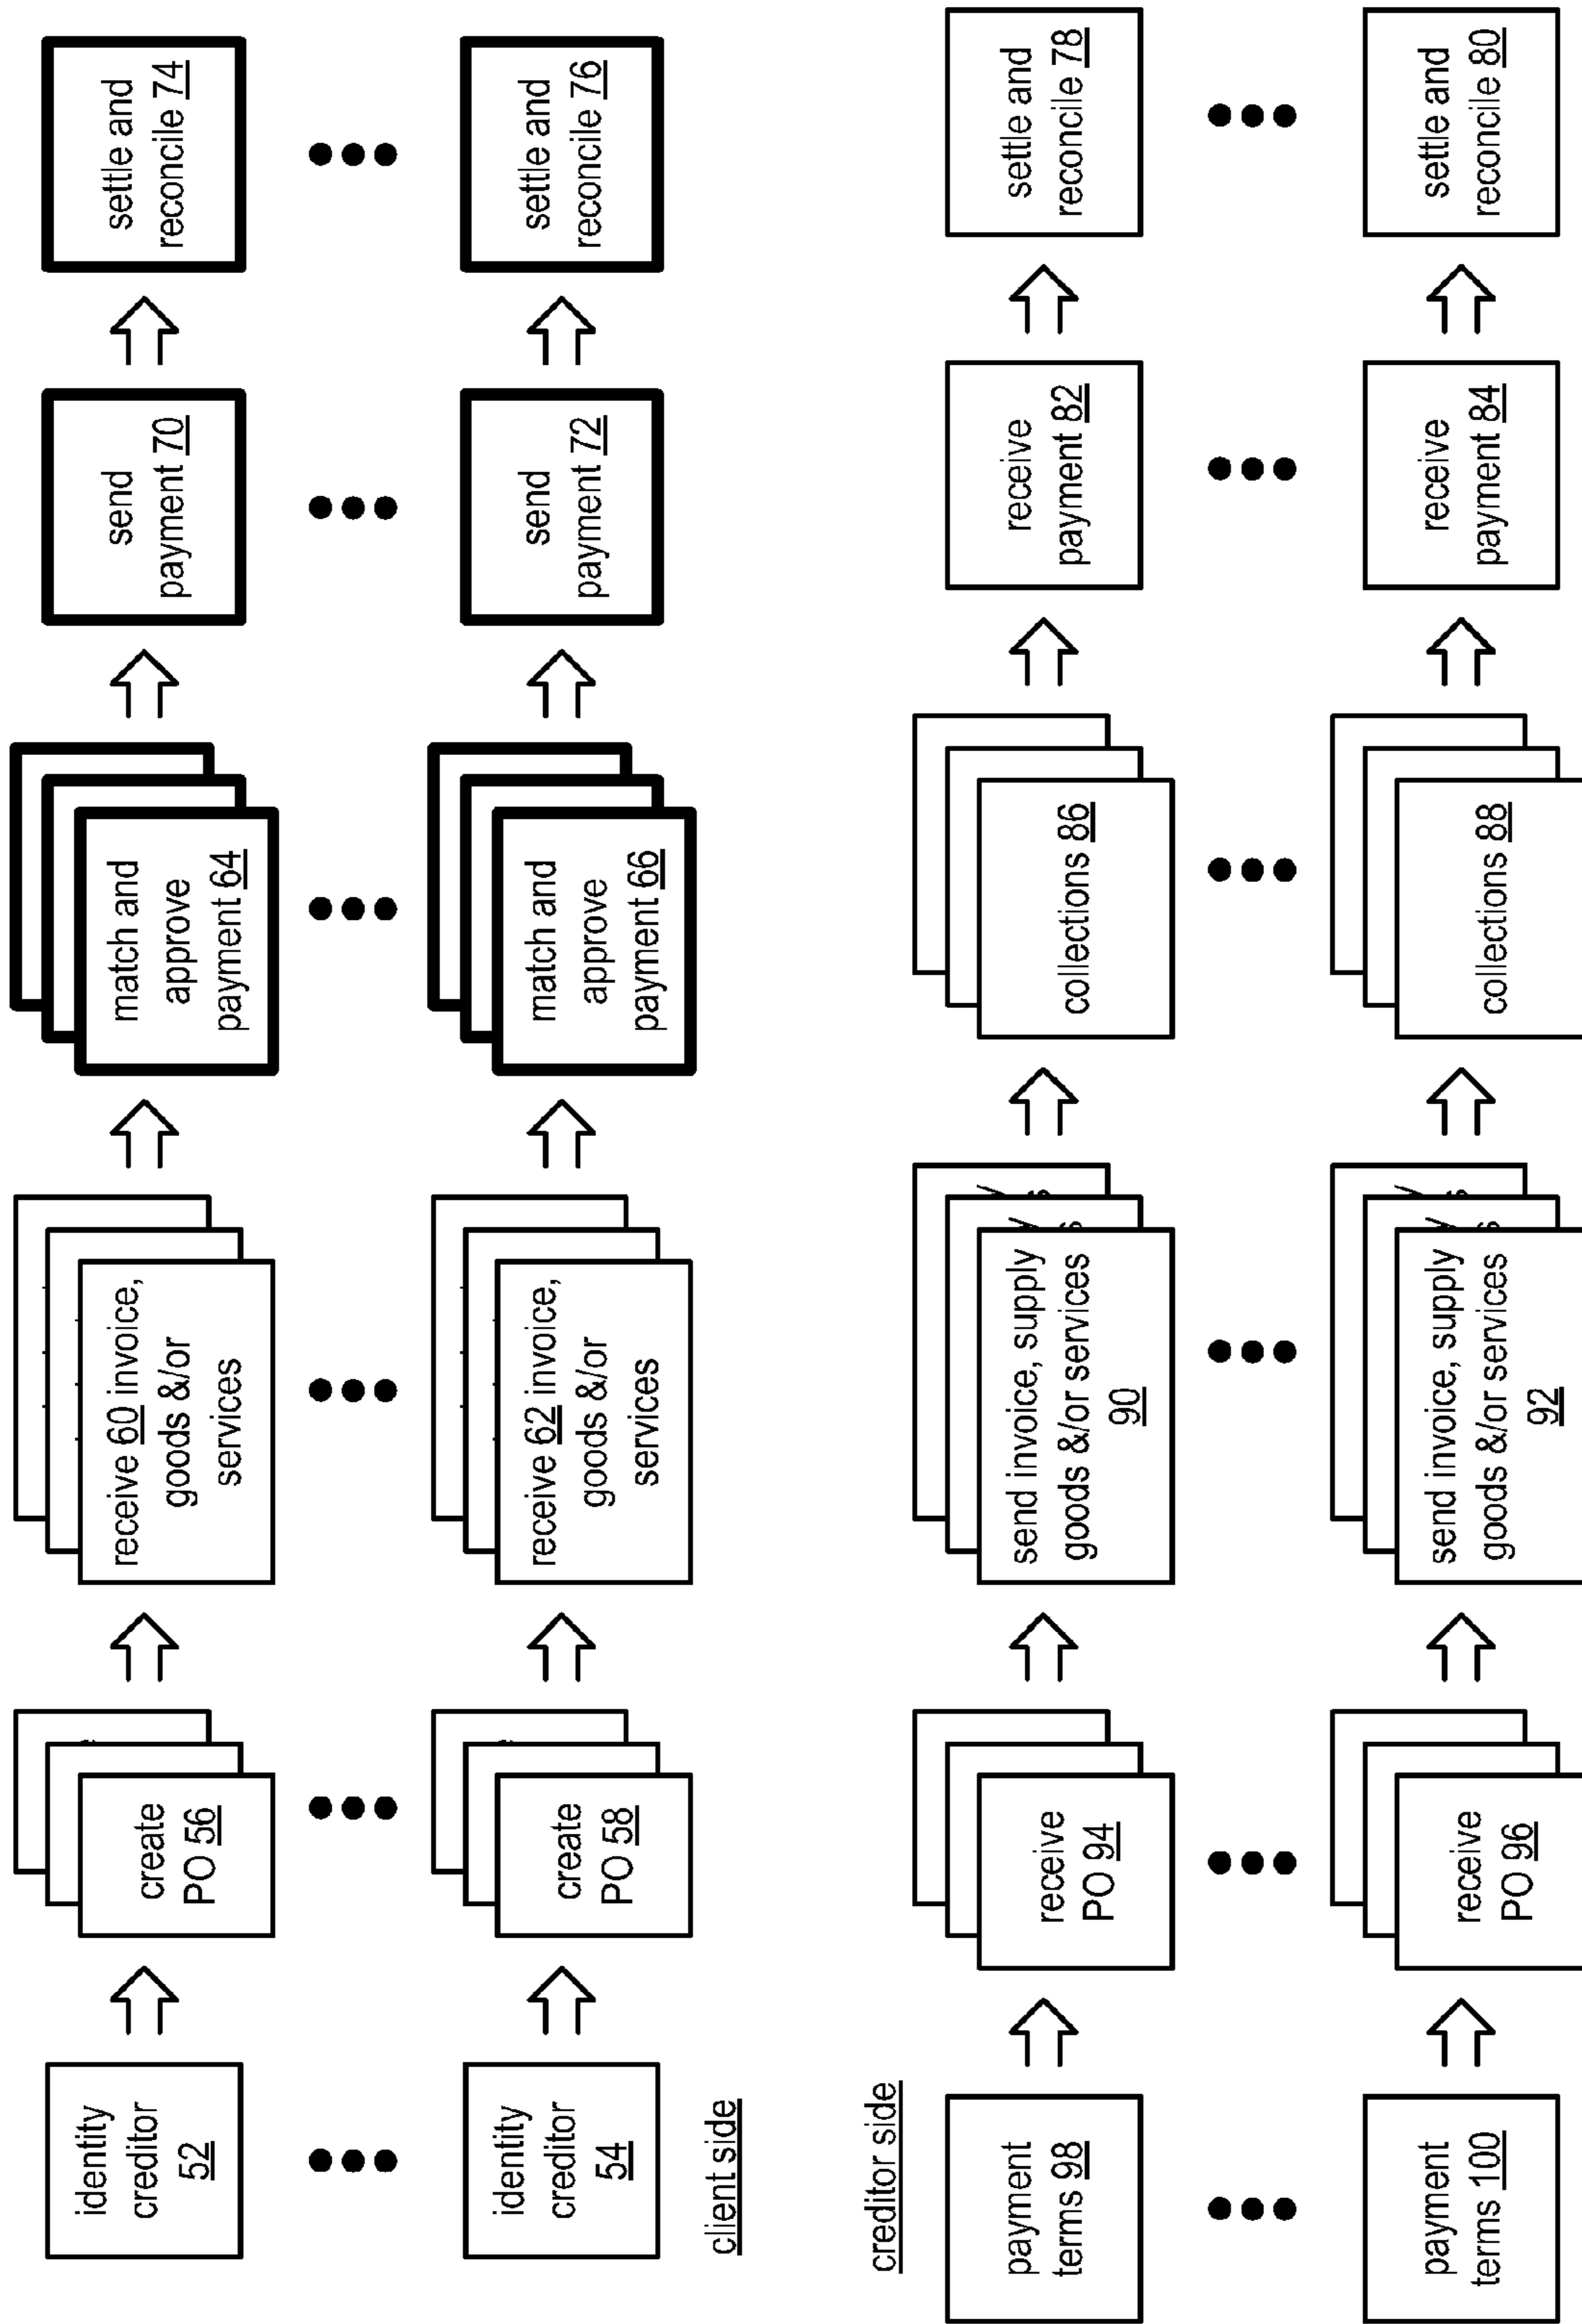 identity
creditor
52
create
PO 56
receive 60 invoice,
goods &/or
services
match and
approve
payment 64
send
payment 70
settle and
reconcile 74
identity
creditor
54
create
PO 58
receive 62 invoice,
goods &/or
services
match and
approve
payment 66
send
payment 72
settle and
reconcile 76
client side
creditor side
payment
terms 98
receive
PO 94
send invoice, supply
goods &/or services
90
collections 86
receive
payment 82
settle and
reconcile 78
payment
terms 100
receive
PO 96
send invoice, supply
goods &/or services
92
collections 88
receive
payment 84
settle and
reconcile 80